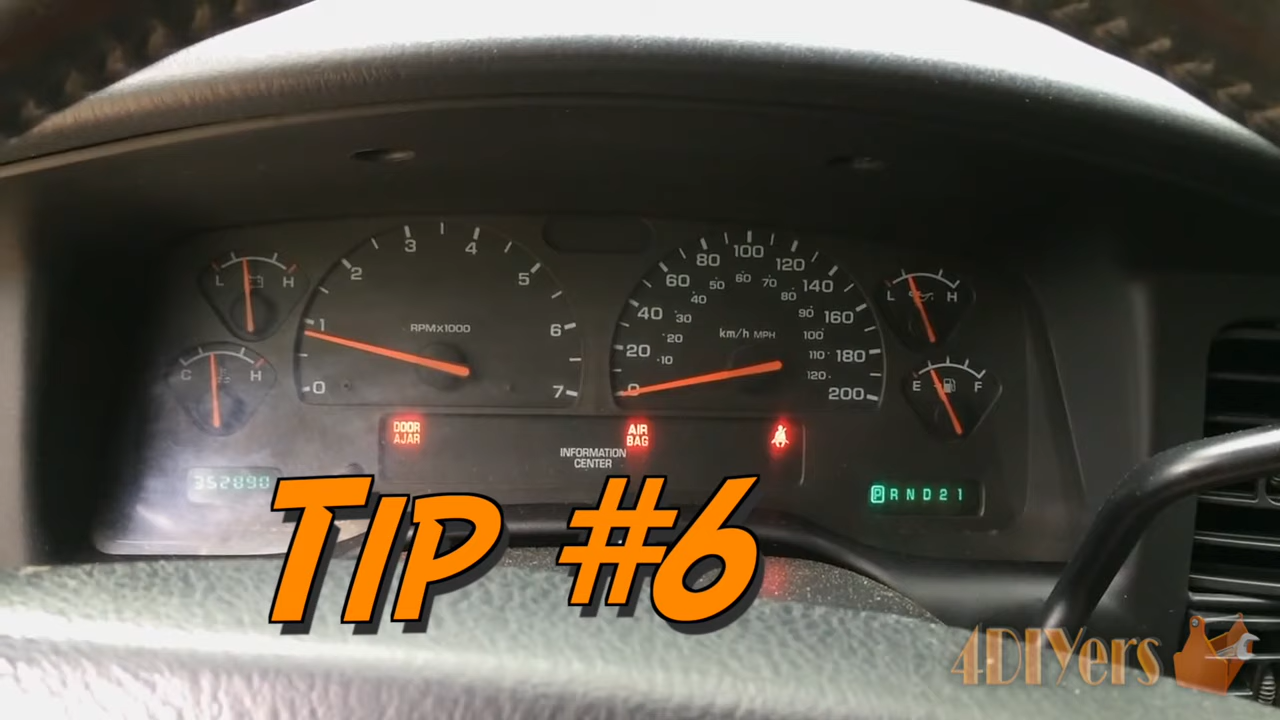 3
4
100
80
120
2
5
60
60
70
L
H
50
80
140
L
H
40
40
30
90
160
1
RPMx1000
6
km/h MPH
100
20
20
10
110
180
C
H
E
F
0
7
0
120
200
DOOR
AJAR
AIR
BAG
INFORMATION
CENTER
352890
PRND21
TIP #6
4DIYers